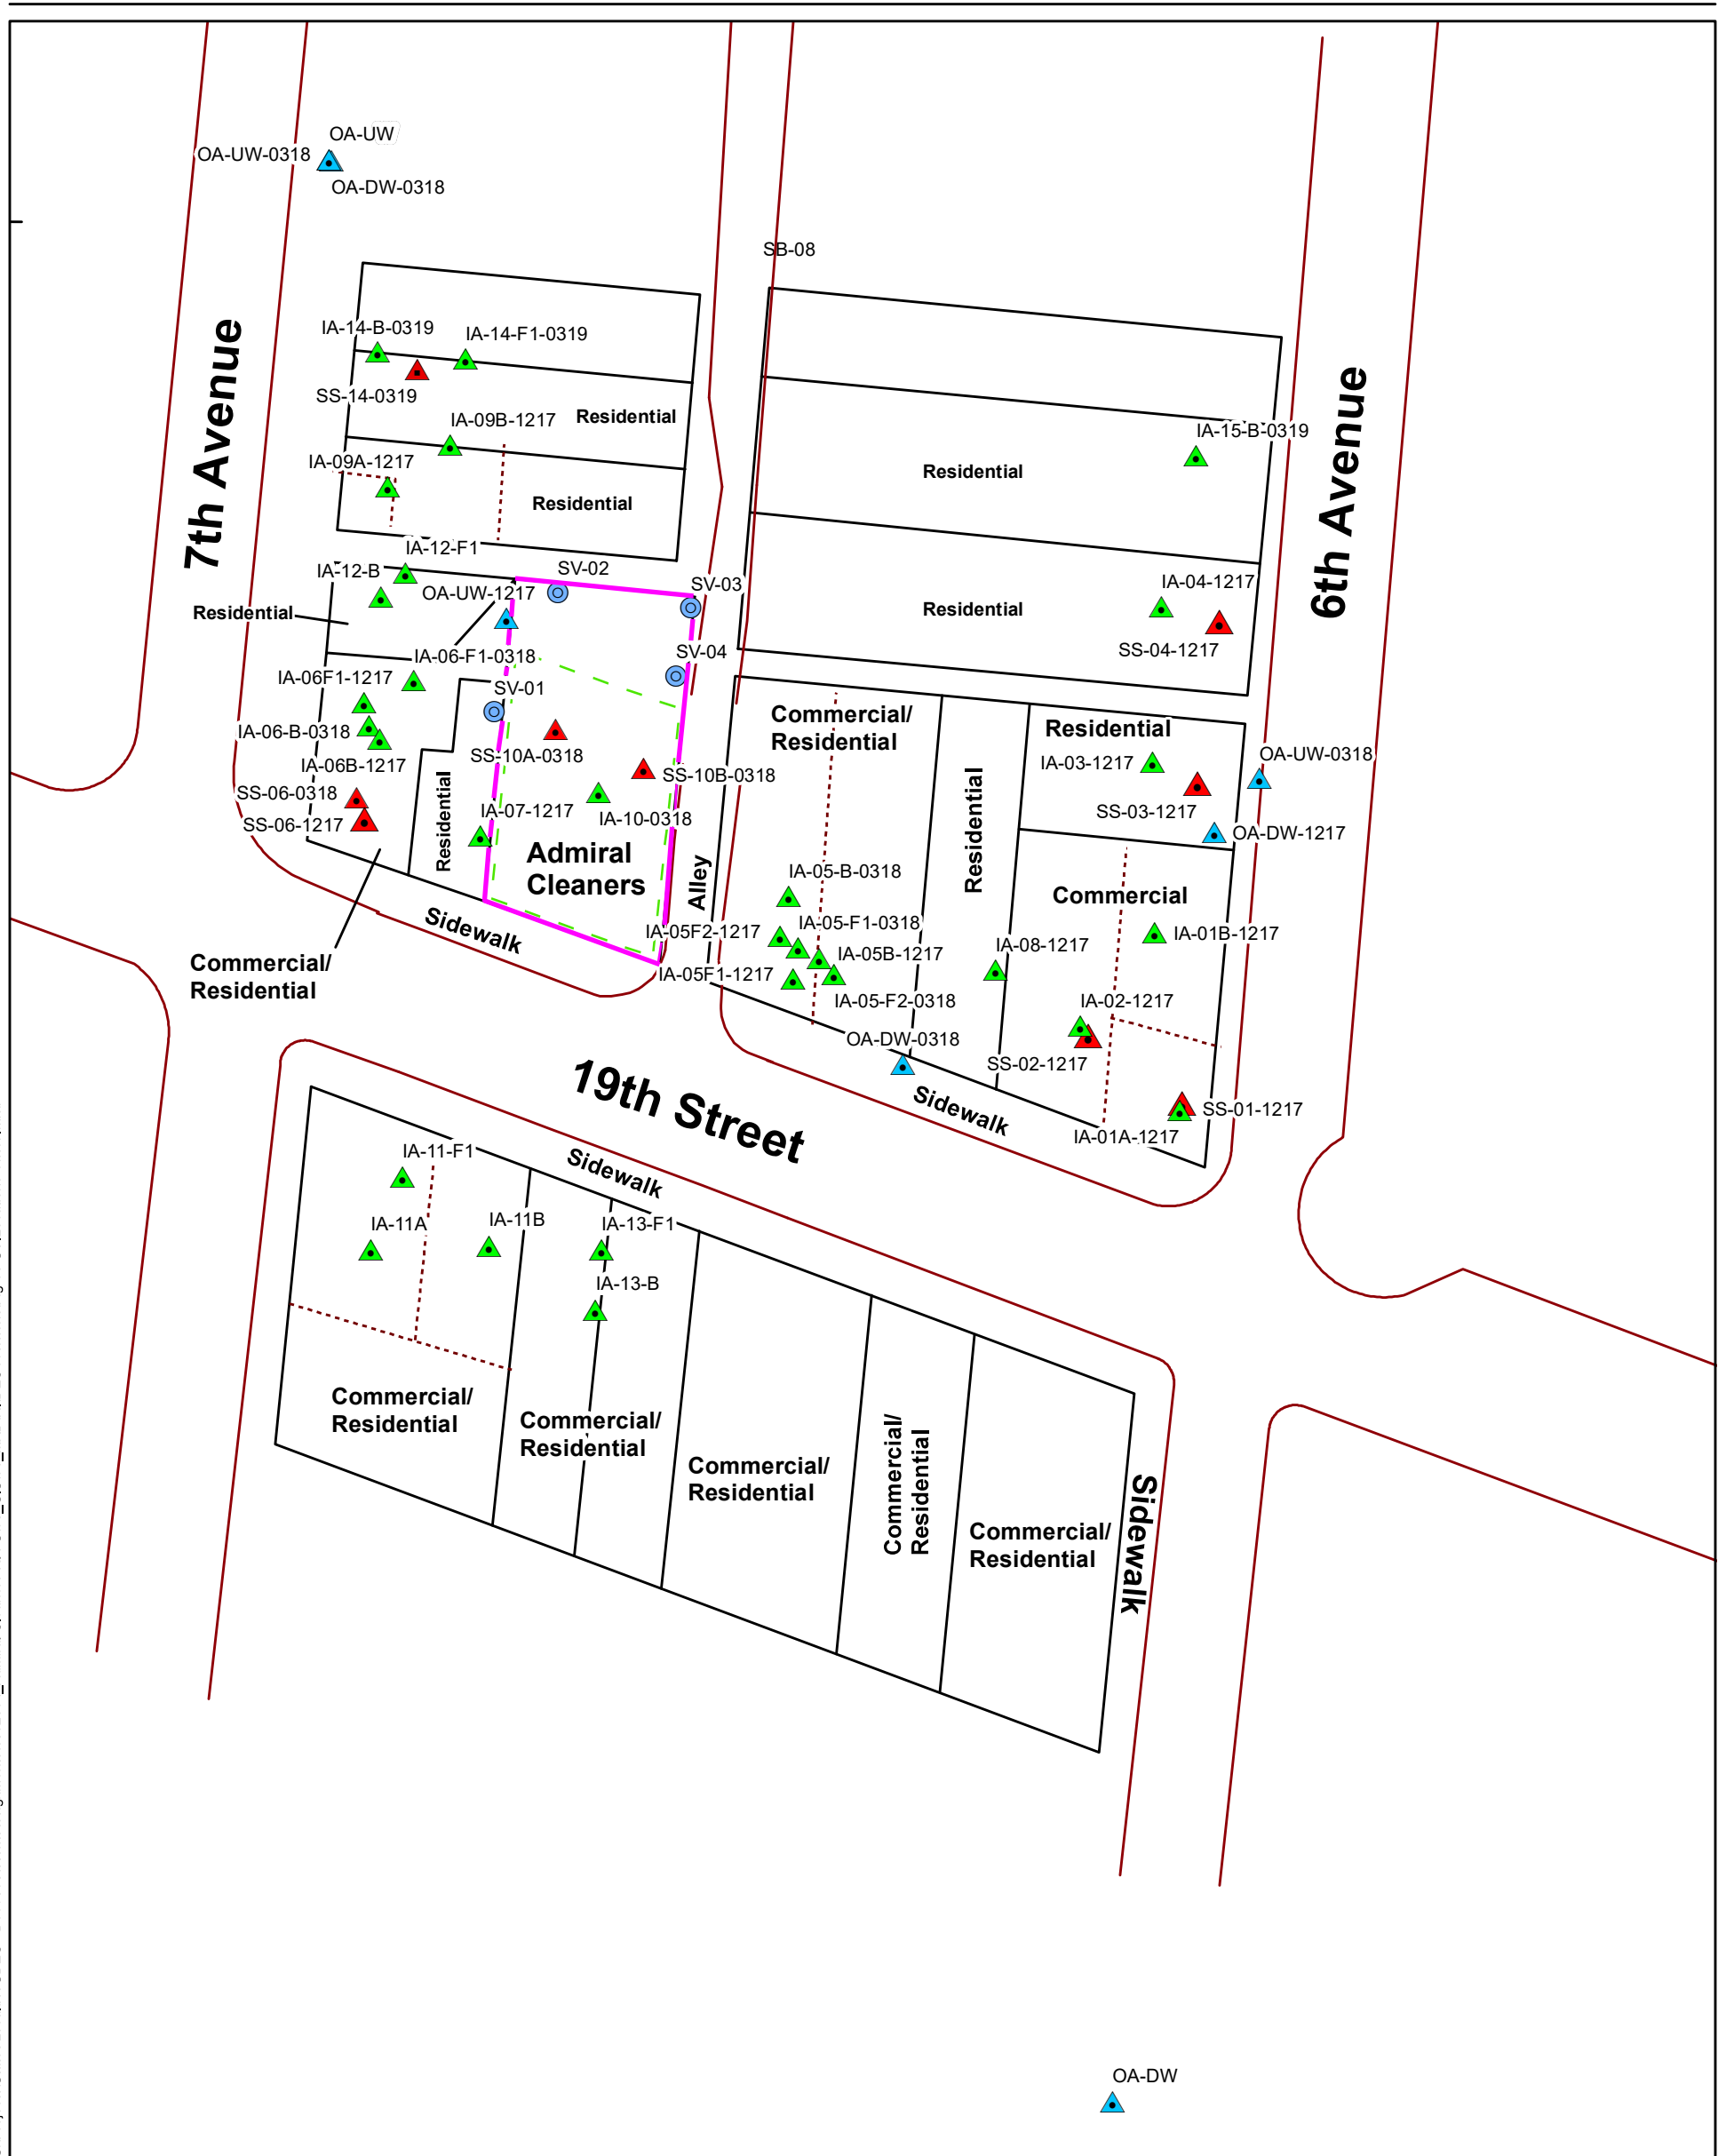 OA-UW
OA-UW-0318
OA-DW-0318
SB-08
7th Avenue
6th Avenue
IA-14-B-0319
IA-14-F1-0319
SS-14-0319
Residential
IA-09B-1217
IA-09A-1217
Residential
IA-15-B-0319
Residential
IA-12-F1
IA-12-B
SV-02
SV-03
OA-UW-1217
Residential
IA-04-1217
Residential
SS-04-1217
IA-06-F1-0318
SV-04
IA-06F1-1217
SV-01
IA-06-B-0318
IA-06B-1217
SS-10A-0318
SS-10B-0318
SS-06-0318
SS-06-1217
Residential
IA-07-1217
IA-10-0318
Admiral
Cleaners
Alley
Sidewalk
Commercial/
Residential
Commercial/
Residential
Residential
Residential
IA-03-1217
SS-03-1217
OA-UW-0318
OA-DW-1217
Commercial
IA-05-B-0318
IA-05F2-1217
IA-05-F1-0318
IA-05B-1217
IA-05F1-1217
IA-05-F2-0318
IA-08-1217
IA-01B-1217
IA-02-1217
OA-DW-0318
SS-02-1217
SS-01-1217
IA-01A-1217
Sidewalk
19th Street
Sidewalk
IA-11-F1
IA-11A
IA-11B
IA-13-F1
IA-13-B
Commercial/
Residential
Commercial/
Residential
Commercial/
Residential
Commercial/
Residential
Commercial/
Residential
Sidewalk
OA-DW